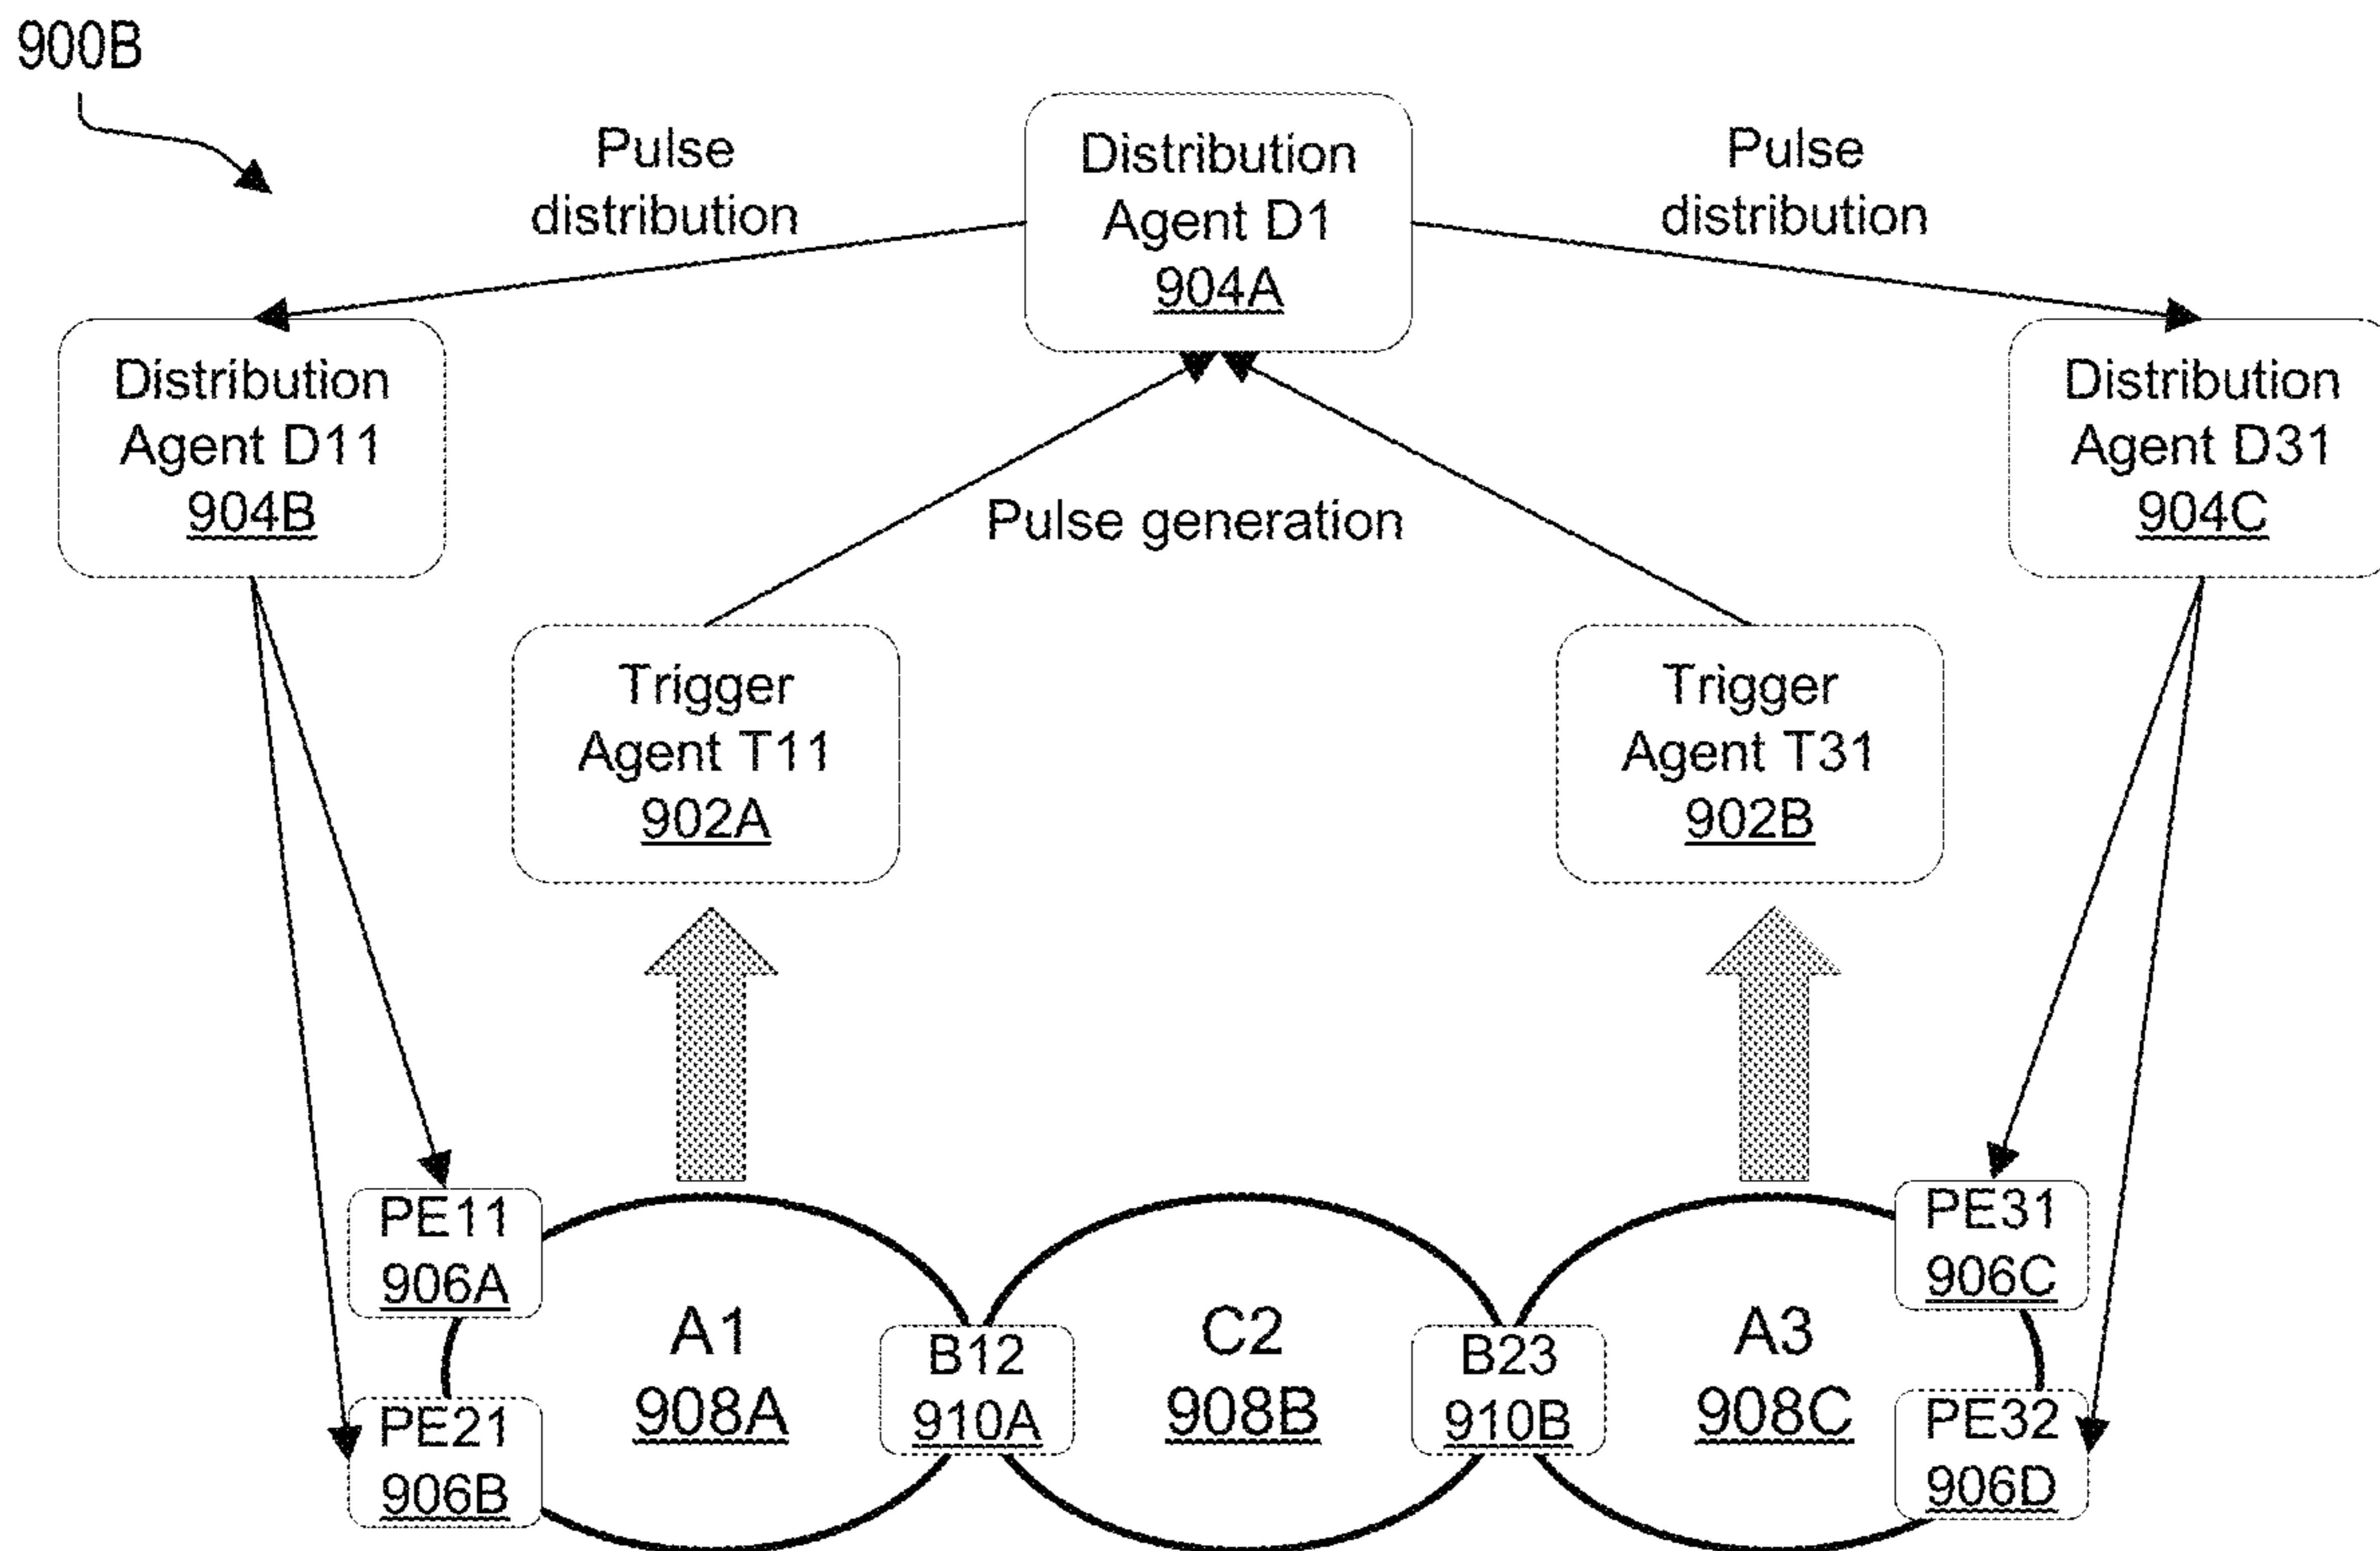 900B
Pulse
distribution
Distribution
Agent D1
904A
Pulse
distribution
Distribution
Agent D11
904B
Distribution
Agent D31
904C
Pulse generation
Trigger
Agent T11
902A
Trigger
Agent T31
902B
PE11
906A
PE21
906B
A1
908A
B12
910A
C2
908B
B23
910B
A3
908C
PE31
906C
PE32
906D